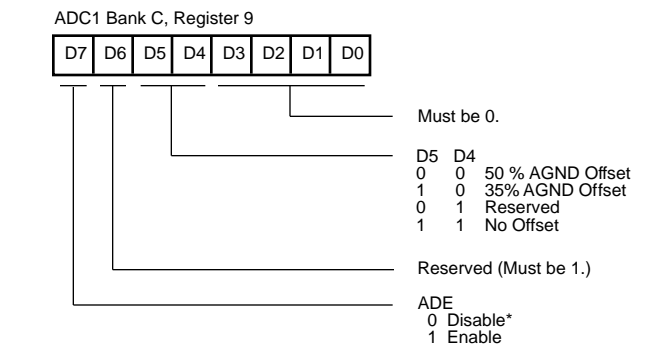 ADC1 Bank C, Register 9
D7 D6 D5 D4 D3 D2 D1 D0
Must be 0.
D5 D4
0 0 50 % AGND Offset
1 0 35% AGND Offset
0 1 Reserved
1 1 No Offset
Reserved (Must be 1.)
ADE
0 Disable*
1 Enable